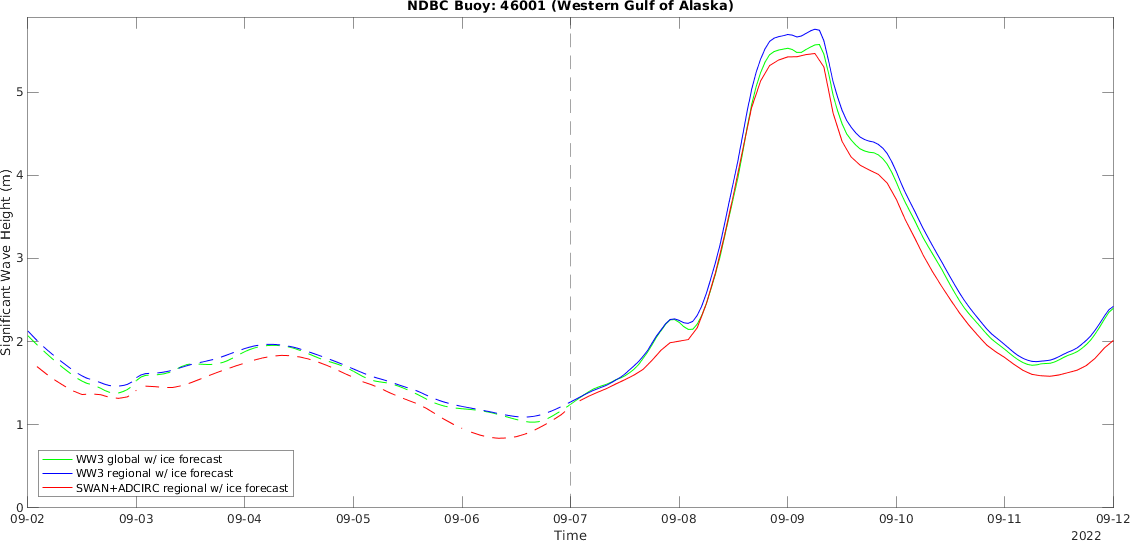 NDBC Buoy: 46001 (Western Gulf of Alaska)
Significant Wave Height (m)
5
4
3
2
1
0
WW3 global w/ ice forecast
WW3 regional w/ ice forecast
SWAN+ADCIRC regional w/ ice forecast
09-02 09-03 09-04 09-05 09-06 09-07 09-08 09-09 09-10 09-11 09-12
Time
2022